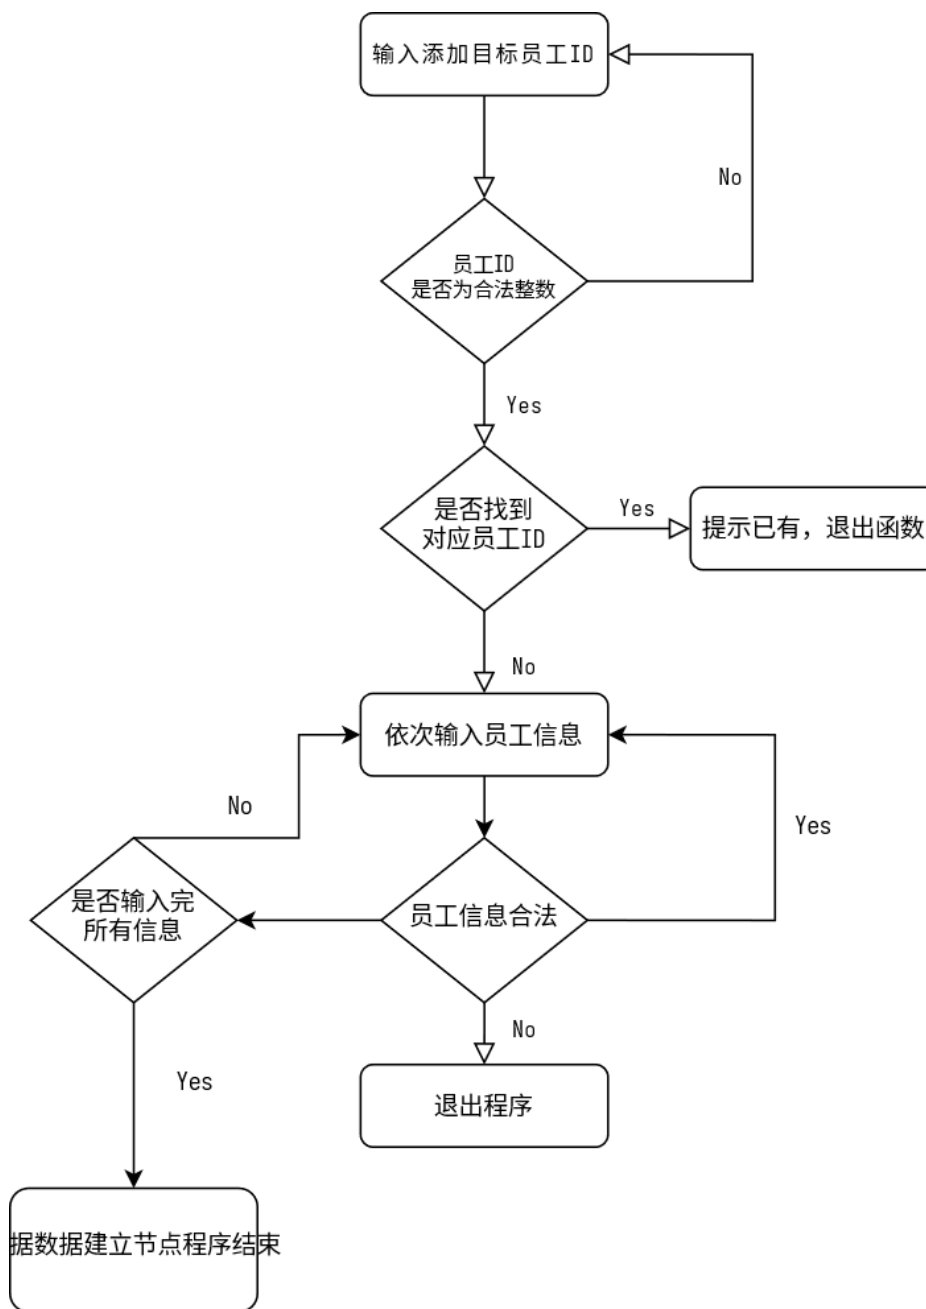 输入添加目标员工ID
No
员工ID
是否为合法整数
Yes
是否找到
对应员工ID
Yes
提示已有，退出函数
No
依次输入员工信息
No
Yes
是否输入完
所有信息
员工信息合法
No
Yes
退出程序
据数据建立节点程序结束